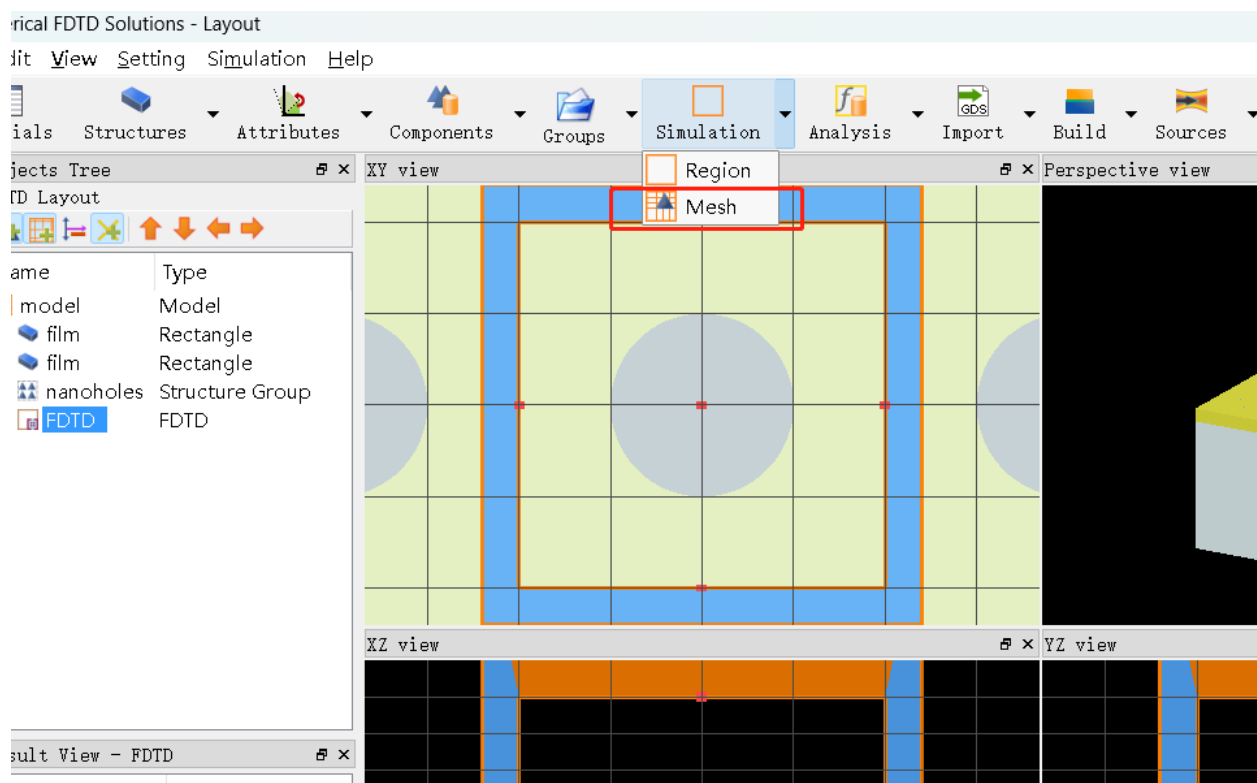 erical FDTD Solutions - Layout
dit View Setting Simulation Help
ials Structures Attributes Components Groups Simulation Analysis Import Build Sources
GDS
Region
Mesh
jects Tree XY view Perspective view
TD Layout
ame Type
model Model
film Rectangle
film Rectangle
nanoholes Structure Group
FDTD FDTD
XZ view YZ view
sult View - FDTD